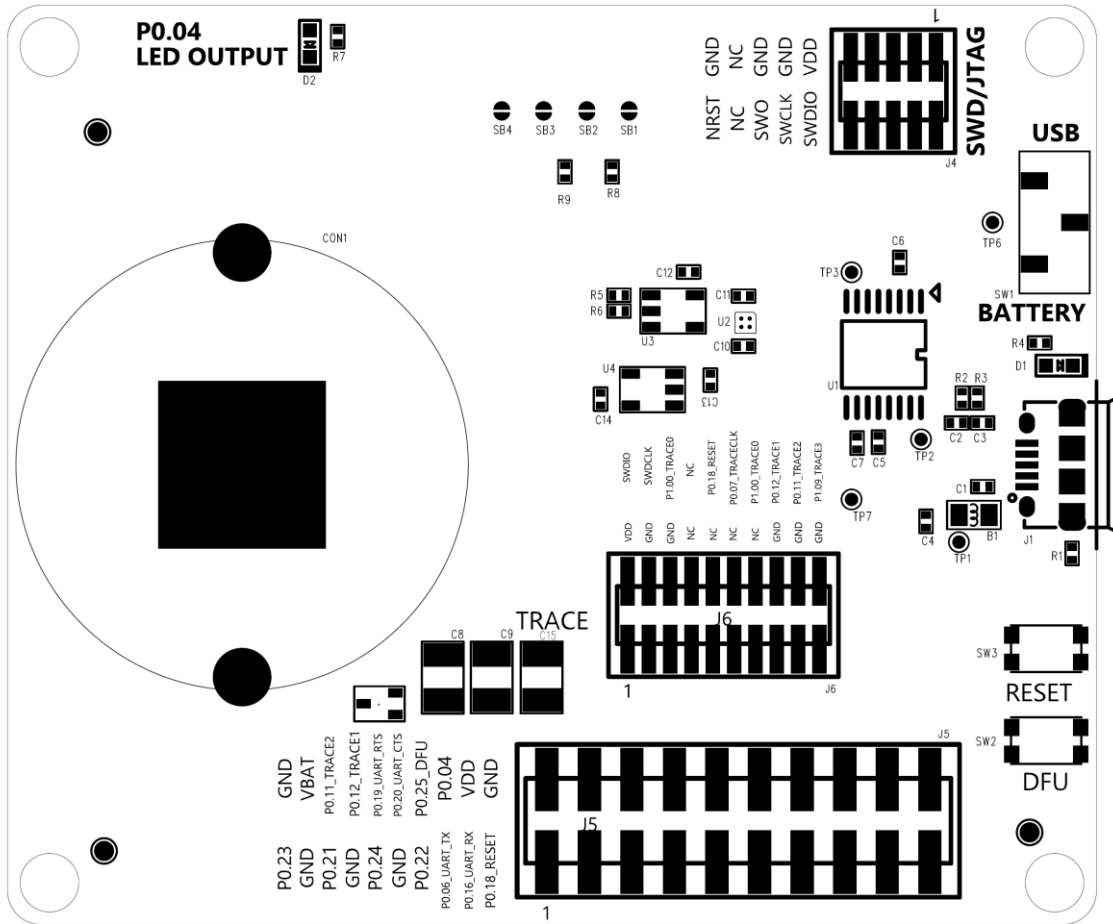 P0.04
LED OUTPUT
D2
R7
SB4
SB3
SB2
SB1
R9
R8
1
GND
NC
GND
GND
VDD
NRST
NC
SWO
SWCLK
SWDIO
SWD/JTAG
J4
USB
TP6
SW1
BATTERY
CON1
C12
R5
R6
U3
C11
U2
C10
U4
C13
C14
TP3
C6
U1
R4
D1
R2
R3
C2
C3
C7
C5
TP2
TP7
C1
C4
B1
TP1
J1
R1
SWDIO
SWDCLK
P1.00_TRACE0
NC
P0.18_RESET
P0.07_TRACECLK
P1.00_TRACE0
P0.12_TRACE1
P0.11_TRACE2
P1.09_TRACE3
VDD
GND
GND
NC
NC
NC
NC
GND
GND
GND
TRACE
J6
1
J6
C8
C9
C15
SW3
RESET
SW2
DFU
GND
VBAT
P0.11_TRACE2
P0.12_TRACE1
P0.19_UART_RTS
P0.20_UART_CTS
P0.25_DFU
P0.04
VDD
GND
P0.23
GND
P0.21
GND
P0.24
GND
P0.22
P0.06_UART_TX
P0.16_UART_RX
P0.18_RESET
J5
J5
1